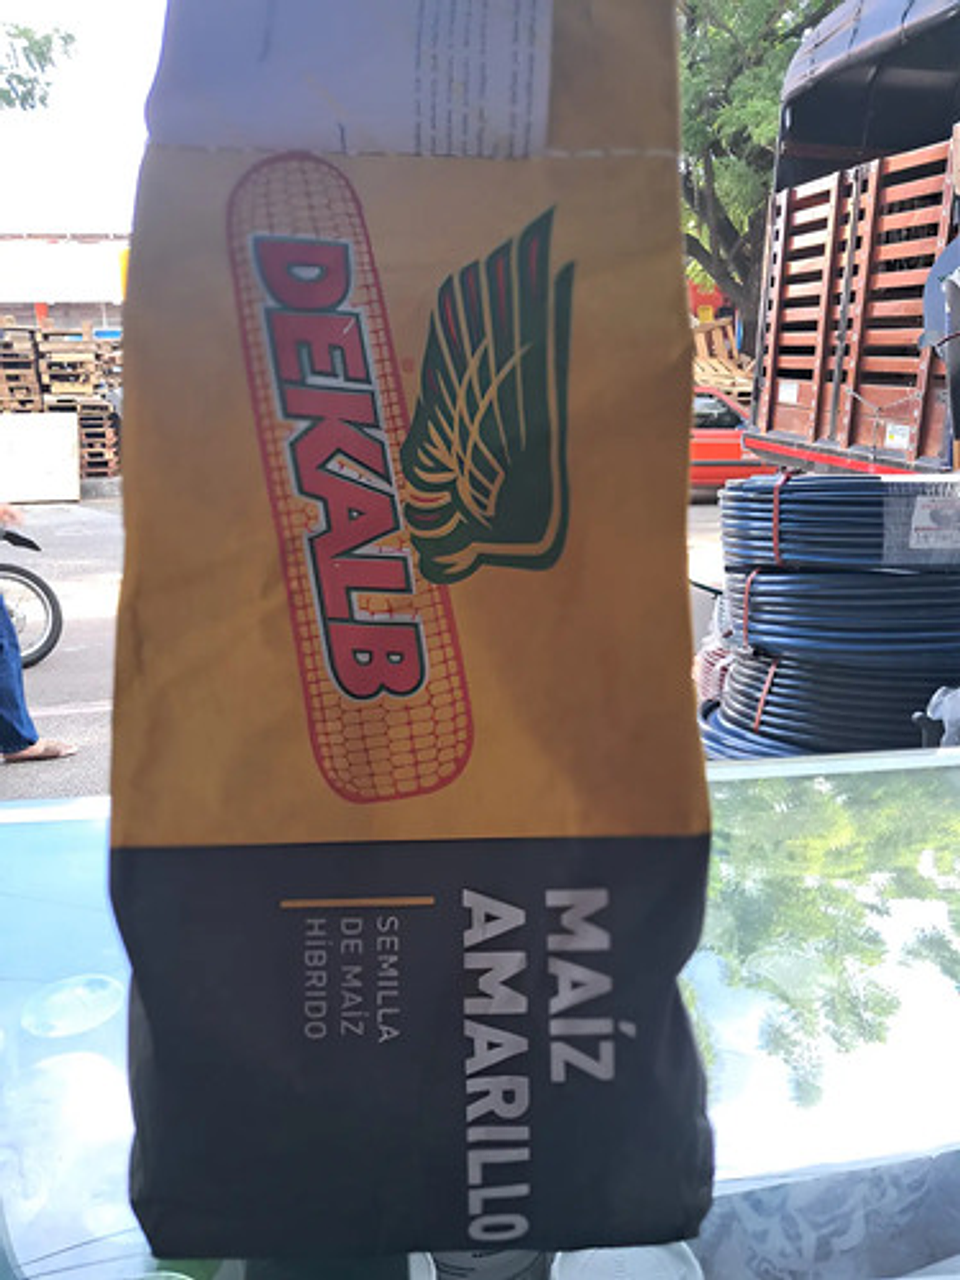 DEKALB
MAÍZ
AMARILLO
SEMILLA
DE MAÍZ
HÍBRIDO